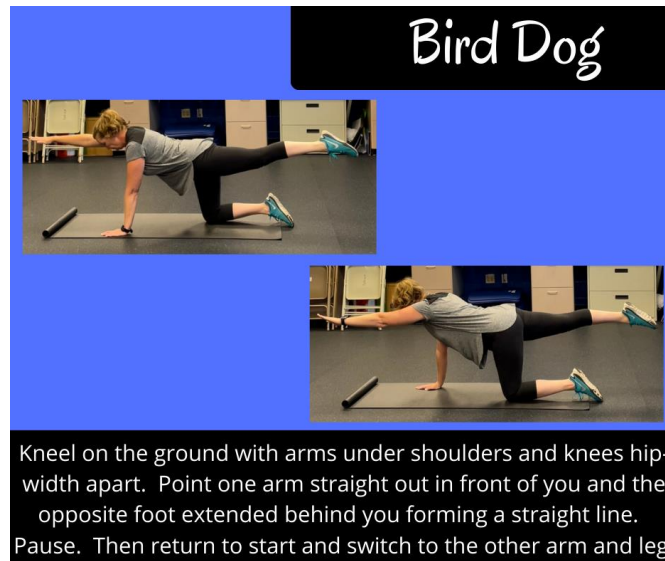 Bird Dog
Kneel on the ground with arms under shoulders and knees hip-
width apart. Point one arm straight out in front of you and the
opposite foot extended behind you forming a straight line.
Pause. Then return to start and switch to the other arm and leg